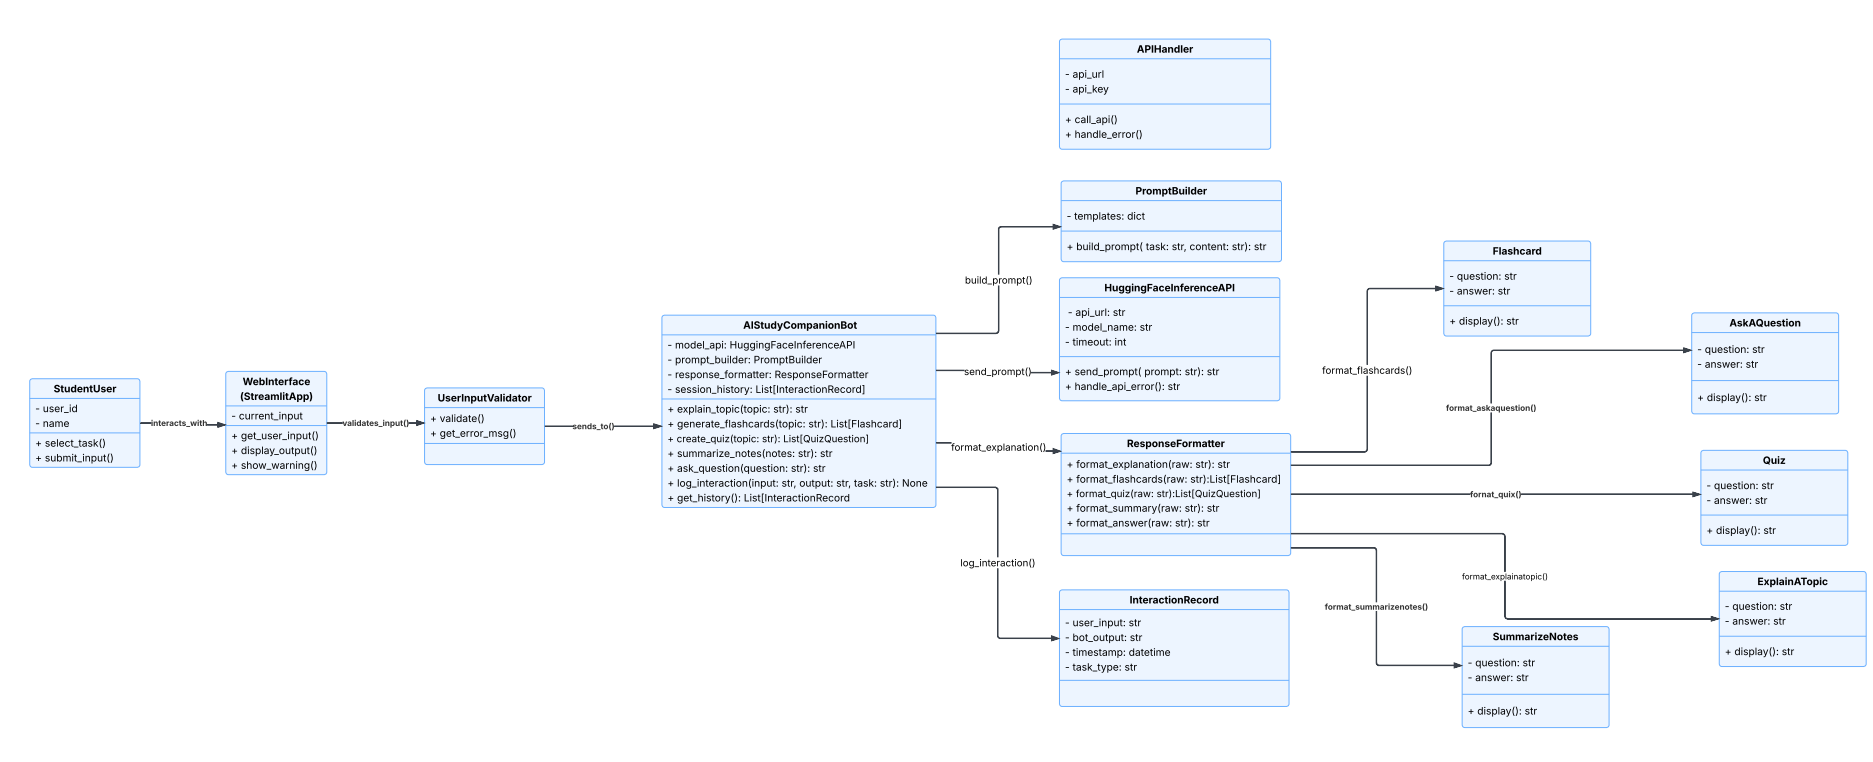 APIHandler
- api_url
- api_key
+ call_api()
+ handle_error()
PromptBuilder
- templates: dict
+ build_prompt( task: str, content: str): str
build_prompt()
HuggingFaceInferenceAPI
- api_url: str
- model_name: str
- timeout: int
+ send_prompt( prompt: str): str
+ handle_api_error(): str
StudentUser
- user_id
- name
+ select_task()
+ submit_input()
interacts_with
WebInterface
(StreamlitApp)
- current_input
+ get_user_input()
+ display_output()
+ show_warning()
validates_input()
UserInputValidator
+ validate()
+ get_error_msg()
sends_to()
AIStudyCompanionBot
- model_api: HuggingFaceInferenceAPI
- prompt_builder: PromptBuilder
- response_formatter: ResponseFormatter
- session_history: List[InteractionRecord]
+ explain_topic(topic: str): str
+ generate_flashcards(topic: str): List[Flashcard]
+ create_quiz(topic: str): List[QuizQuestion]
+ summarize_notes(notes: str): str
+ ask_question(question: str): str
+ log_interaction(input: str, output: str, task: str): None
+ get_history(): List[InteractionRecord
send_prompt()
format_explanation()
log_interaction()
ResponseFormatter
+ format_explanation(raw: str): str
+ format_flashcards(raw: str):List[Flashcard]
+ format_quiz(raw: str):List[QuizQuestion]
+ format_summary(raw: str): str
+ format_answer(raw: str): str
InteractionRecord
- user_input: str
- bot_output: str
- timestamp: datetime
- task_type: str
format_flashcards()
Flashcard
- question: str
- answer: str
+ display(): str
format_askaquestion()
AskAQuestion
- question: str
- answer: str
+ display(): str
fornat_quix()
Quiz
- question: str
- answer: str
+ display(): str
format_explainatopic()
ExplainATopic
- question: str
- answer: str
+ display(): str
format_summarizenotes()
SummarizeNotes
- question: str
- answer: str
+ display(): str